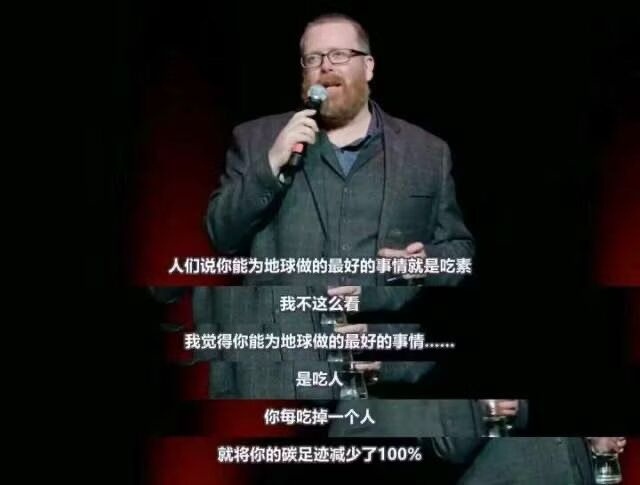 人们说你能为地球做的最好的事情就是吃素
我不这么看
我觉得你能为地球做的最好的事情……
是吃人
你每吃掉一个人
就将你的碳足迹减少了100%